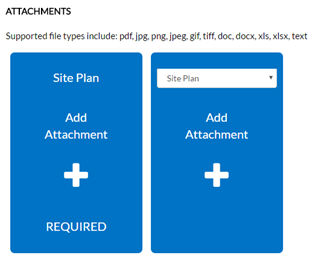 ATTACHMENTS
Supported file types include: pdf, jpg, png, jpeg, gif, tiff, doc, docx, xls, xlsx, text
Site Plan
Add
Attachment
REQUIRED
Site Plan
Add
Attachment